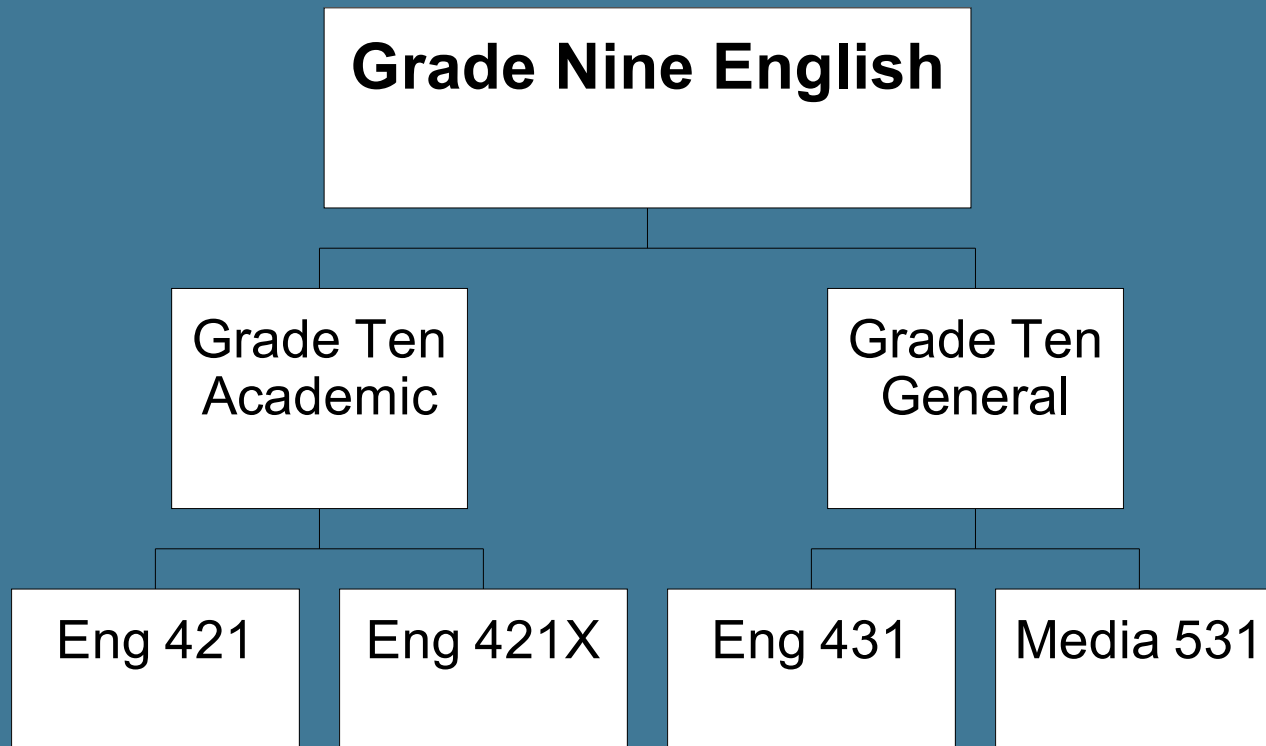 Grade Nine English
Grade Ten
Academic
Grade Ten
General
Eng 421
Eng 421X
Eng 431
Media 531